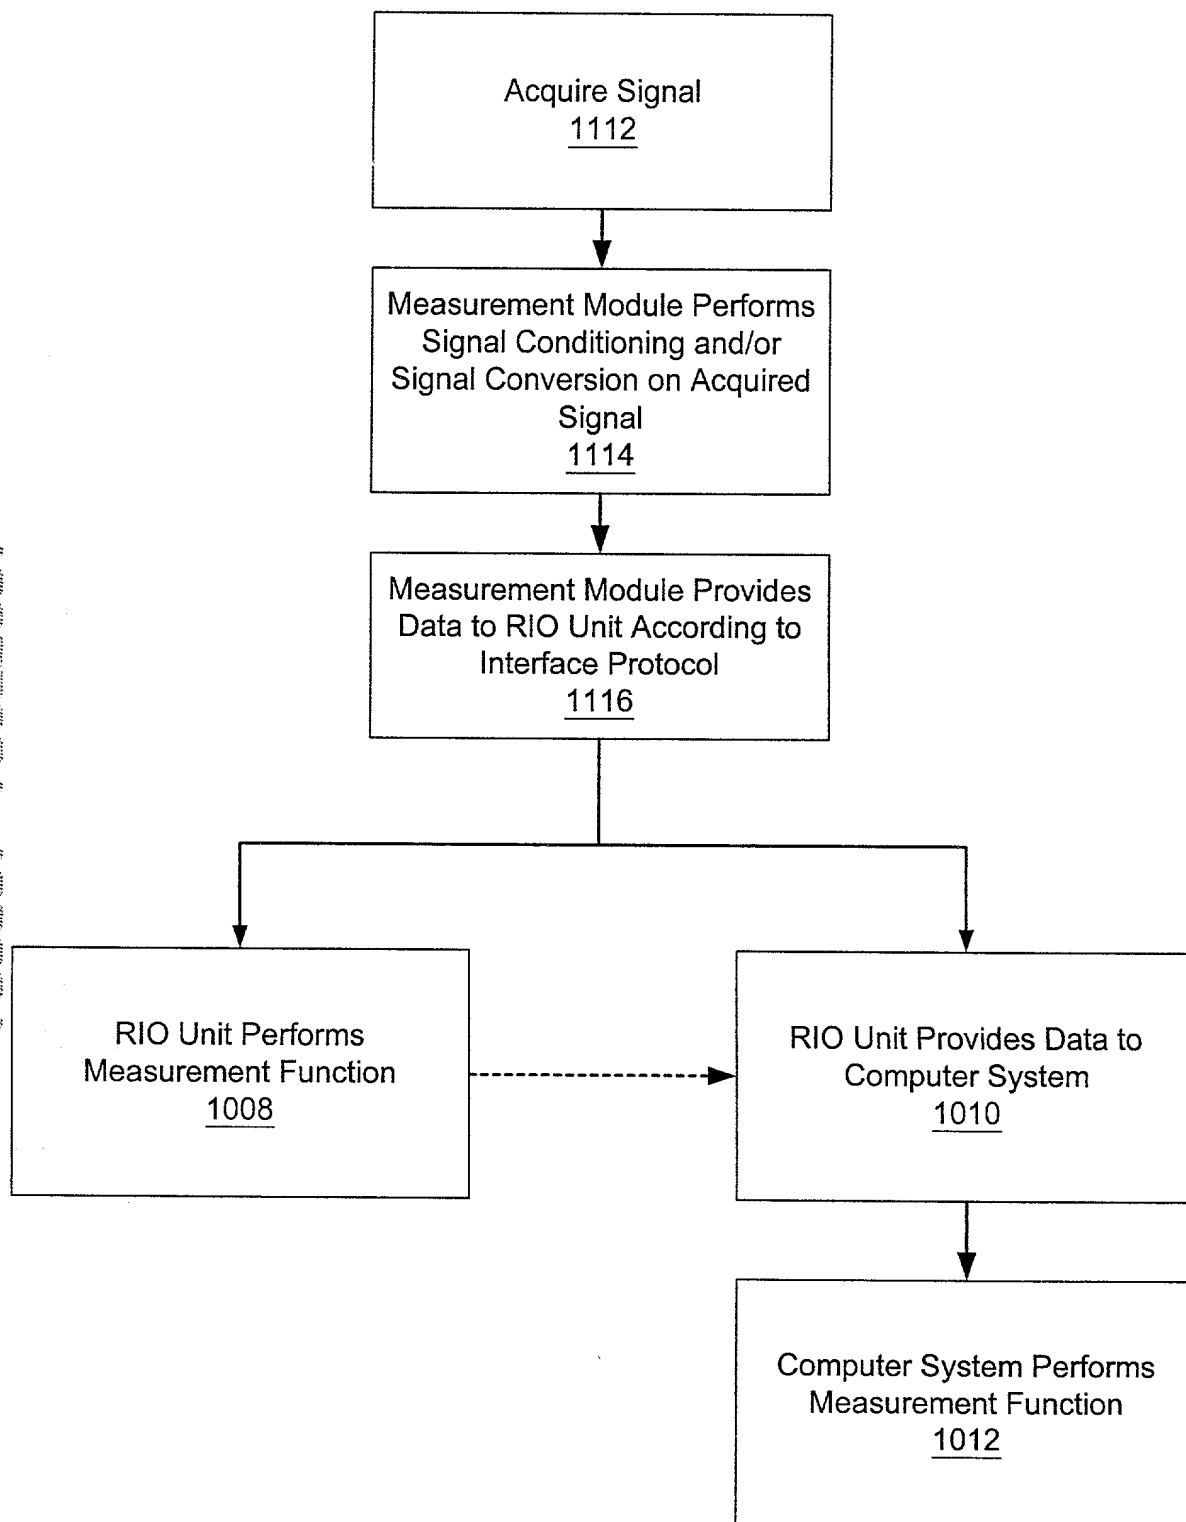 Acquire Signal
1112
Measurement Module Performs
Signal Conditioning and/or
Signal Conversion on Acquired
Signal
1114
Measurement Module Provides
Data to RIO Unit According to
Interface Protocol
1116
RIO Unit Performs
Measurement Function
1008
RIO Unit Provides Data to
Computer System
1010
Computer System Performs
Measurement Function
1012